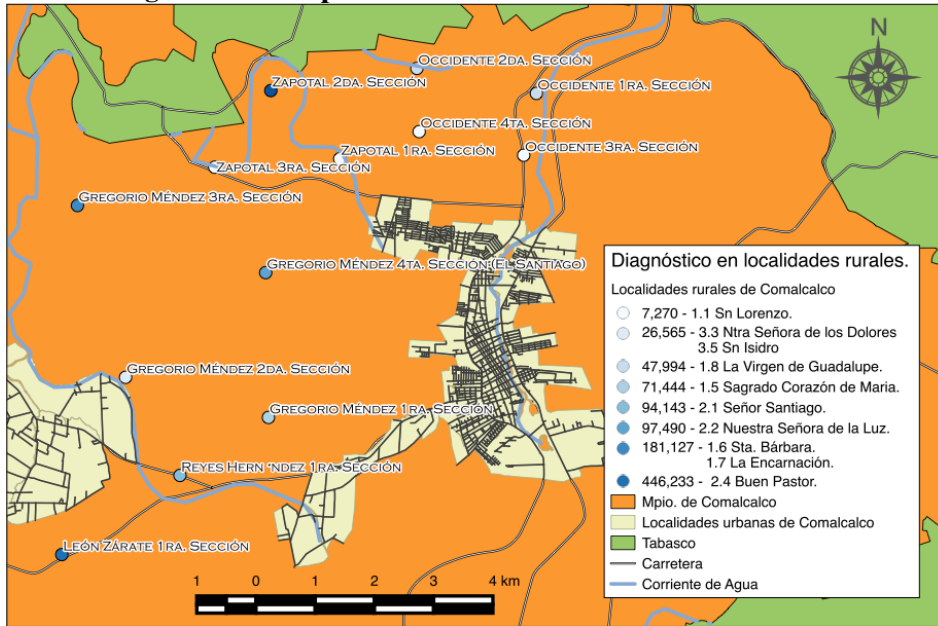 OCCIDENTE 2DA. SECCIÓN
ZAPOTAL 2DA. SECCIÓN
OCCIDENTE 1RA. SECCIÓN
OCCIDENTE 4TA. SECCIÓN
OCCIDENTE 3RA. SECCIÓN
ZAPOTAL 1RA. SECCIÓN
ZAPOTAL 3RA. SECCIÓN
GREGORIO MÉNDEZ 3RA. SECCIÓN
GREGORIO MÉNDEZ 4TA. SECCIÓN (EL SANTIAGO)
GREGORIO MÉNDEZ 2DA. SECCIÓN
GREGORIO MÉNDEZ 1RA. SECCIÓN
REYES HERN 'NDEZ 1RA. SECCIÓN
LEÓN ZÁRATE 1RA. SECCIÓN
N
Diagnóstico en localidades rurales.
Localidades rurales de Comalcalco
7,270 - 1.1 Sn Lorenzo.
26,565 - 3.3 Ntra Señora de los Dolores
3.5 Sn Isidro
47,994 - 1.8 La Virgen de Guadalupe.
71,444 - 1.5 Sagrado Corazón de Maria.
94,143 - 2.1 Señor Santiago.
97,490 - 2.2 Nuestra Señora de la Luz.
181,127 - 1.6 Sta. Bárbara.
1.7 La Encarnación.
446,233 - 2.4 Buen Pastor.
Mpio. de Comalcalco
Localidades urbanas de Comalcalco
Tabasco
Carretera
Corriente de Agua
1 0 1 2 3 4 km